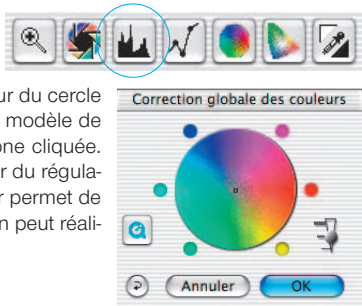 ur du cercle
modèle de
one cliquée.
r du régula-
r permet de
n peut réali-
Correction globale des couleurs
Annuler
OK